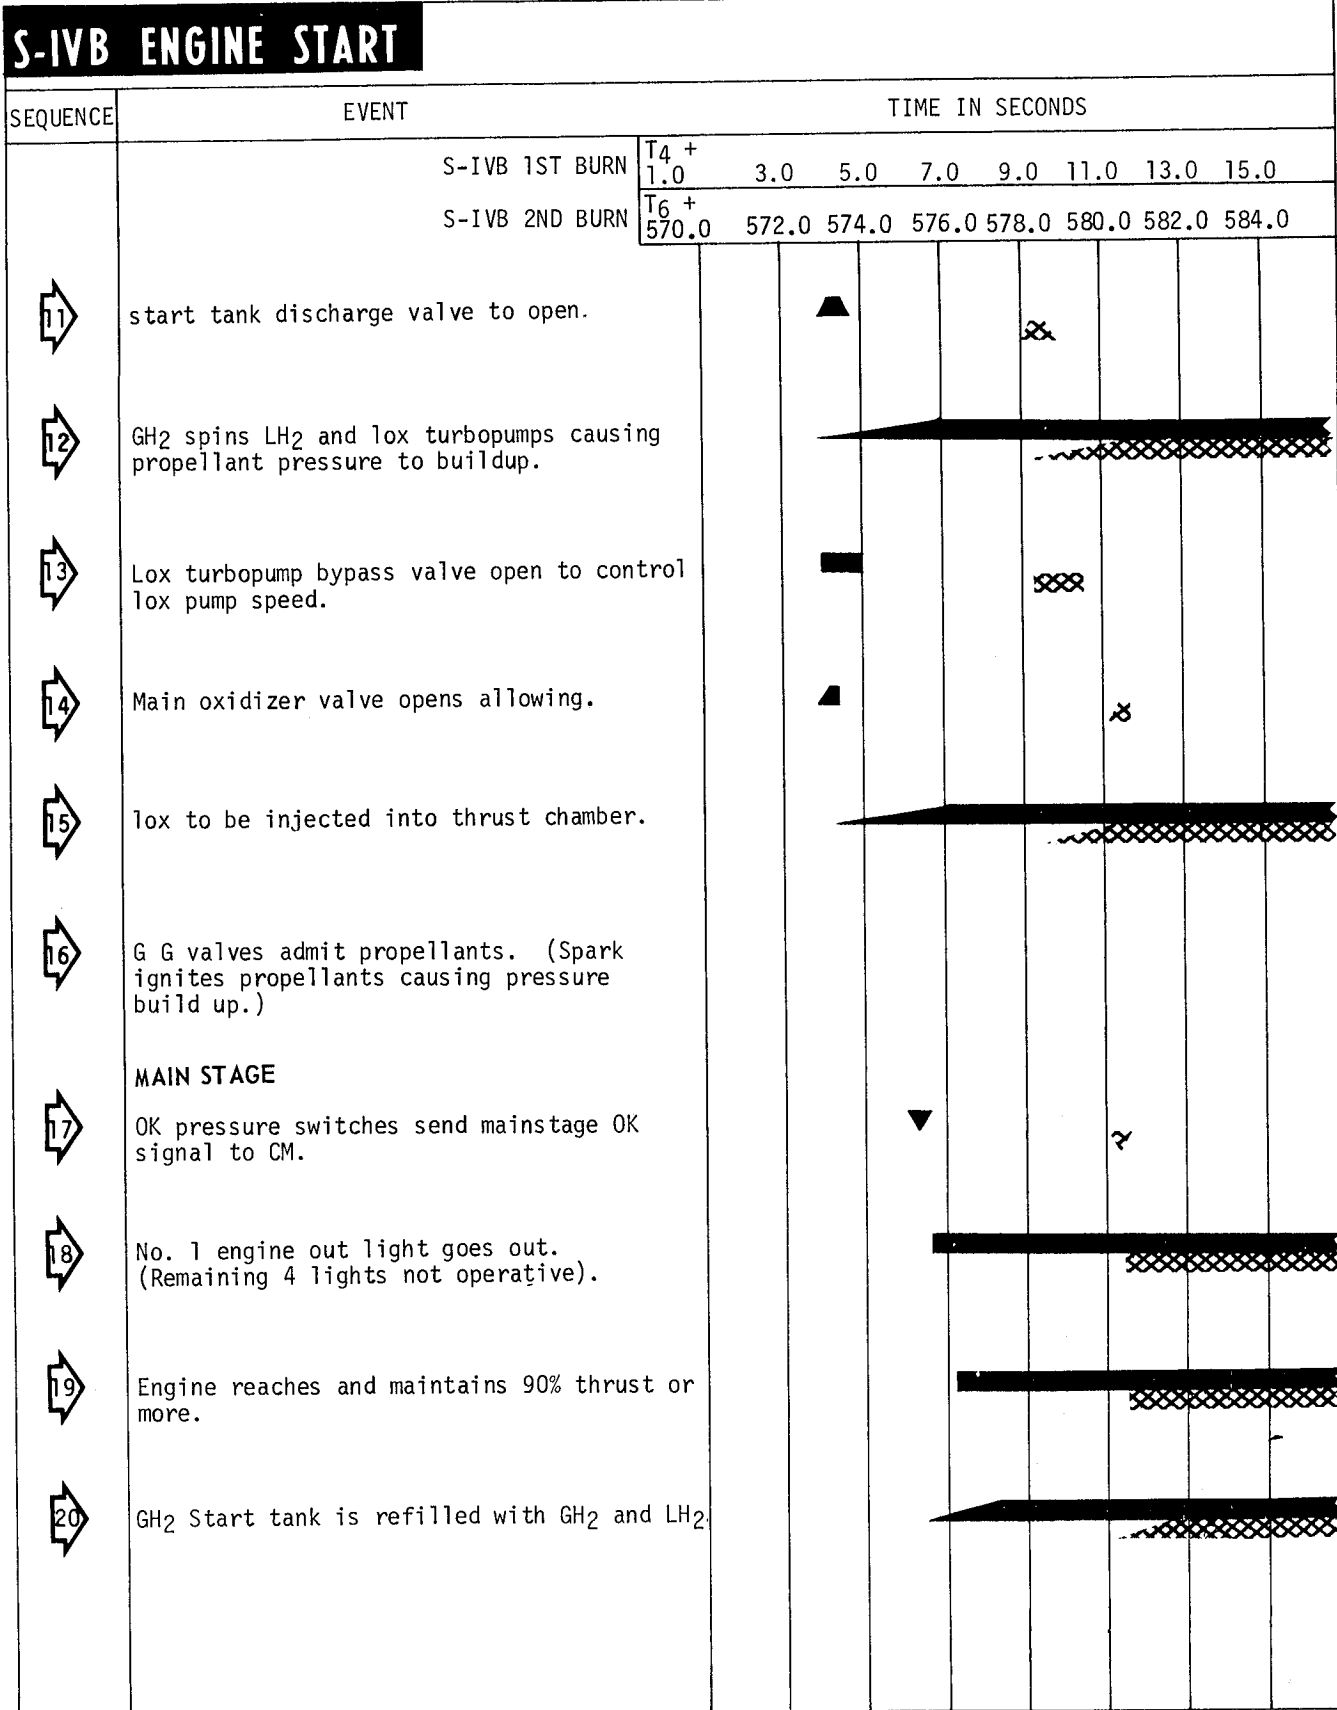 S-IVB ENGINE START
SEQUENCE EVENT TIME IN SECONDS
S-IVB 1ST BURN T4 + 1.0 3.0 5.0 7.0 9.0 11.0 13.0 15.0
S-IVB 2ND BURN T6 + 570.0 572.0 574.0 576.0 578.0 580.0 582.0 584.0
11 start tank discharge valve to open.
12 GH2 spins LH2 and lox turbopumps causing
propellant pressure to buildup.
13 Lox turbopump bypass valve open to control
lox pump speed.
14 Main oxidizer valve opens allowing.
15 lox to be injected into thrust chamber.
16 G G valves admit propellants. (Spark
ignites propellants causing pressure
build up.)
MAIN STAGE
17 OK pressure switches send mainstage OK
signal to CM.
18 No. 1 engine out light goes out.
(Remaining 4 lights not operative).
19 Engine reaches and maintains 90% thrust or
more.
20 GH2 Start tank is refilled with GH2 and LH2.